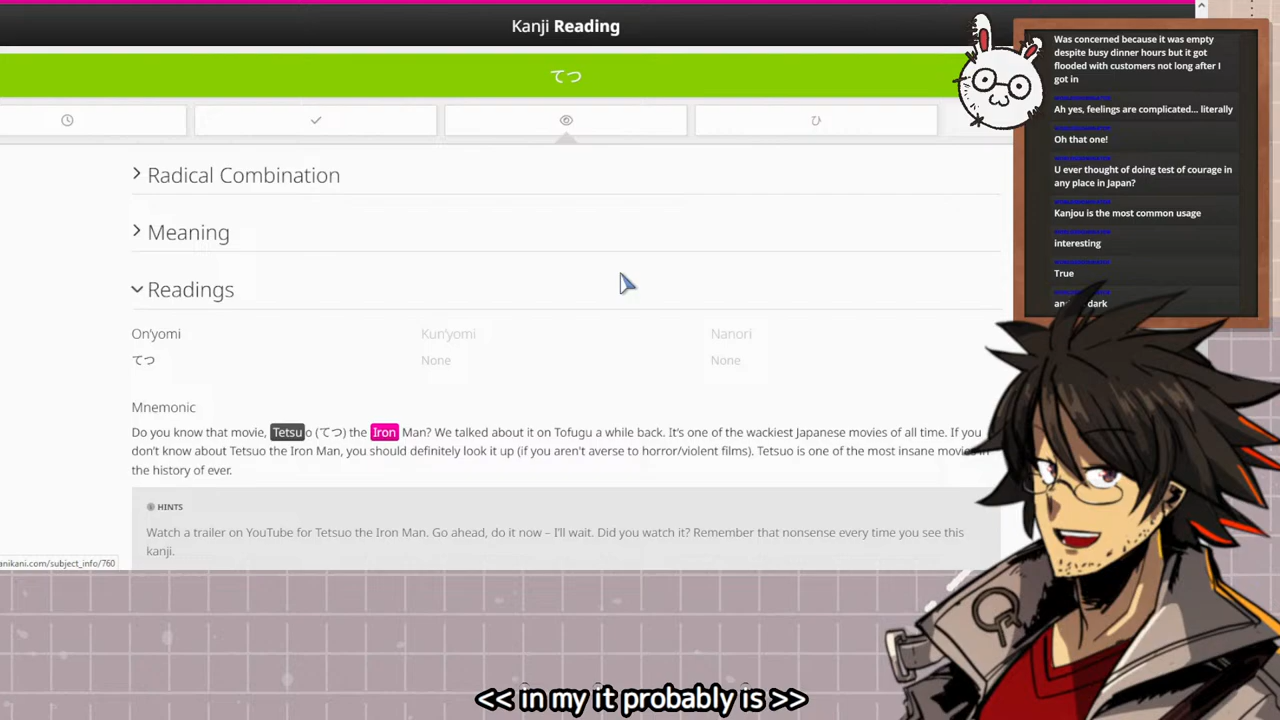 Kanji Reading
てつ
ひ
Radical Combination
Meaning
Readings
On'yomi
Kun'yomi
Nanori
てつ
None
None
Mnemonic
Do you know that movie, Tetsuo (てつ) the Iron Man? We talked about it on Tofugu a while back. It's one of the wackiest Japanese movies of all time. If you
don't know about Tetsuo the Iron Man, you should definitely look it up (if you aren't averse to horror/violent films). Tetsuo is one of the most insane movies in
the history of ever.
HINTS
Watch a trailer on YouTube for Tetsuo the Iron Man. Go ahead, do it now – I'll wait. Did you watch it? Remember that nonsense every time you see this
kanji.
anikani.com/subject_info/760
Was concerned because it was empty
despite busy dinner hours but it got
flooded with customers not long after I
got in
Ah yes, feelings are complicated... literally
Oh that one!
U ever thought of doing test of courage in
any place in Japan?
Kanjou is the most common usage
interesting
True
dark
<< in my it probably is >>